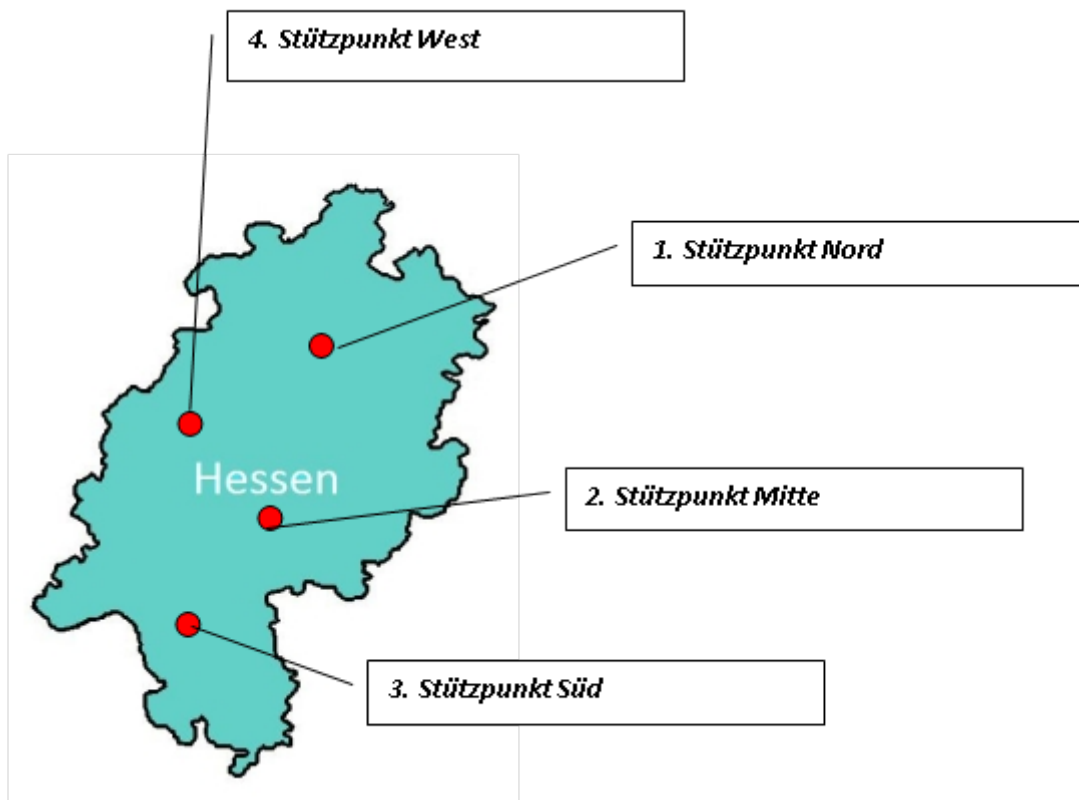 4. Stützpunkt West
1. Stützpunkt Nord
Hessen
2. Stützpunkt Mitte
3. Stützpunkt Süd